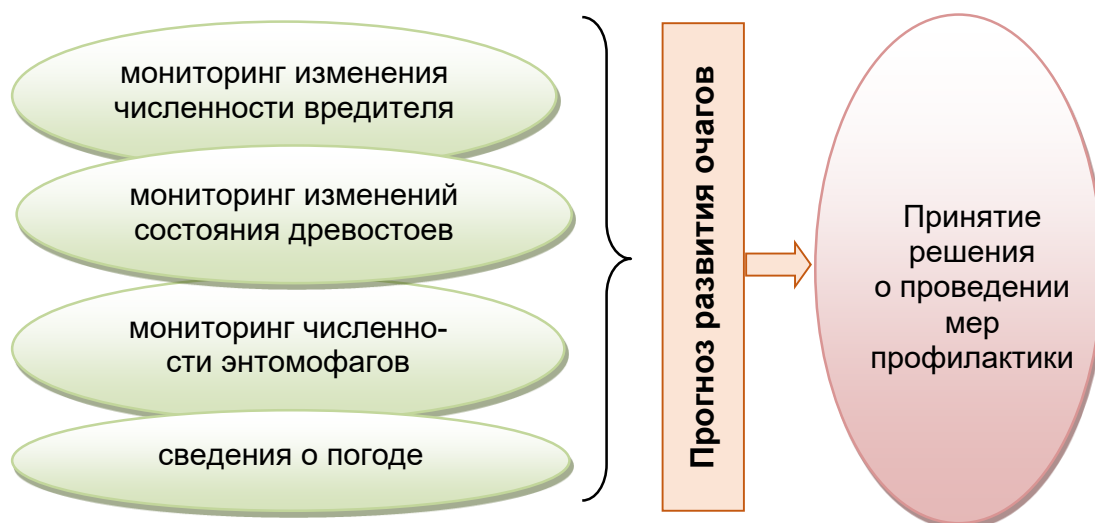 мониторинг изменения
численности вредителя
мониторинг изменений
состояния древостоев
мониторинг численно-
сти энтомофагов
сведения о погоде
Прогноз развития очагов
Принятие
решения
о проведении
мер
профилактики